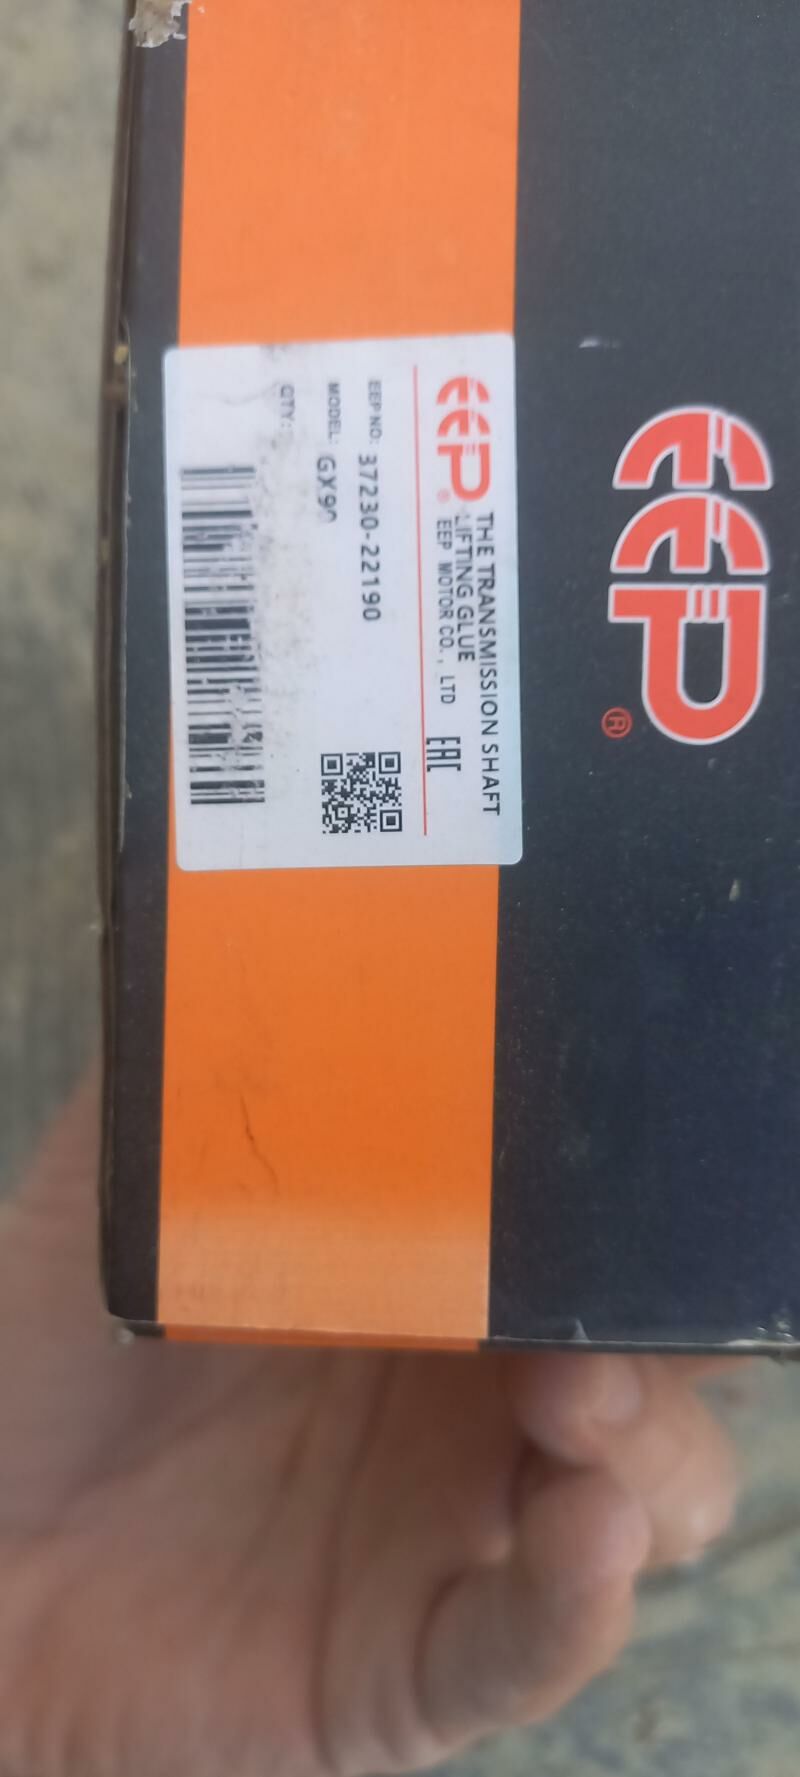 EEP®
EEP®
THE TRANSMISSION SHAFT
LIFTING GLUE
EEP MOTOR CO., LTD
EAC
EEP NO: 37230-22190
MODEL: GX90
QTY: